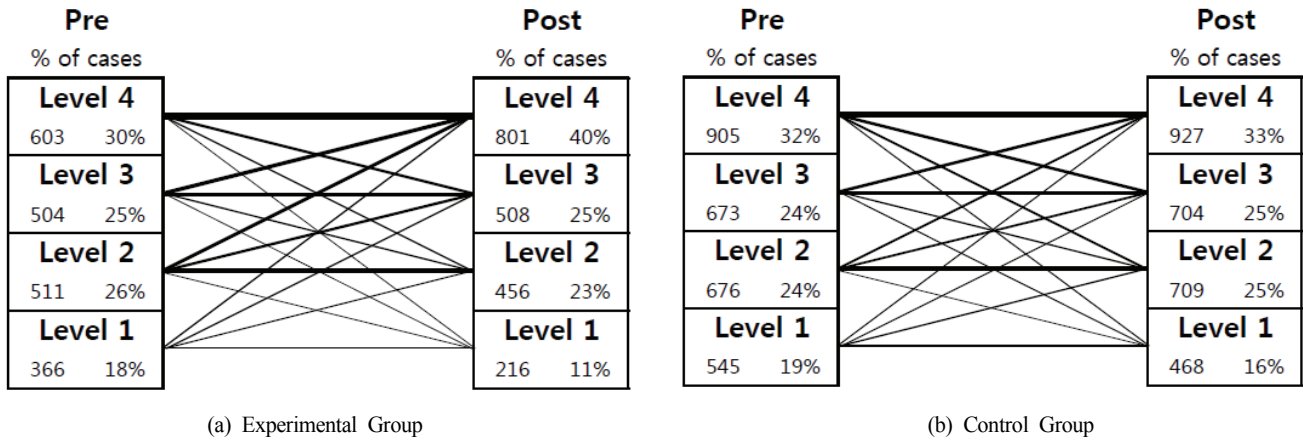 Pre
% of cases
Level 4
603 30%
Level 3
504 25%
Level 2
511 26%
Level 1
366 18%
Post
% of cases
Level 4
801 40%
Level 3
508 25%
Level 2
456 23%
Level 1
216 11%
(a) Experimental Group
Pre
% of cases
Level 4
905 32%
Level 3
673 24%
Level 2
676 24%
Level 1
545 19%
Post
% of cases
Level 4
927 33%
Level 3
704 25%
Level 2
709 25%
Level 1
468 16%
(b) Control Group